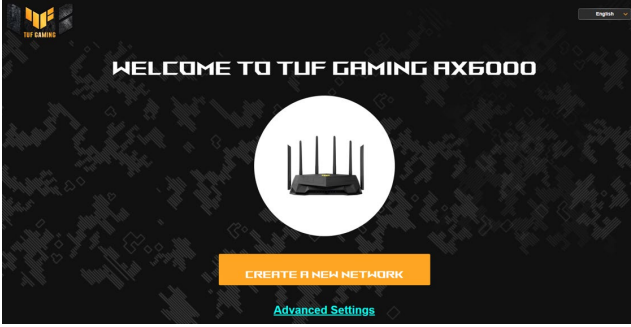 TUF GAMING
English
WELCOME TO TUF GAMING AX6000
CREATE A NEW NETWORK
Advanced Settings